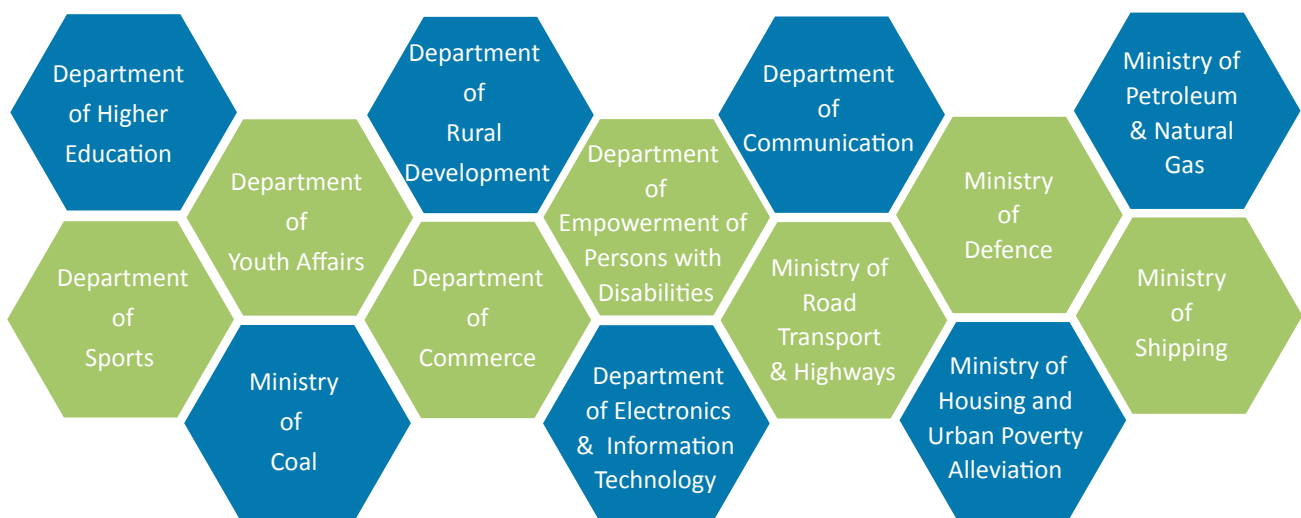 Department
of Higher
Education
Department
of
Rural
Development
Department
of
Communication
Ministry of
Petroleum
& Natural
Gas
Department
of
Youth Affairs
Department
of
Empowerment of
Persons with
Disabilities
Ministry
of
Defence
Department
of
Sports
Department
of
Commerce
Ministry of
Road
Transport
& Highways
Ministry
of
Shipping
Ministry
of
Coal
Department
of Electronics
& Information
Technology
Ministry of
Housing and
Urban Poverty
Alleviation